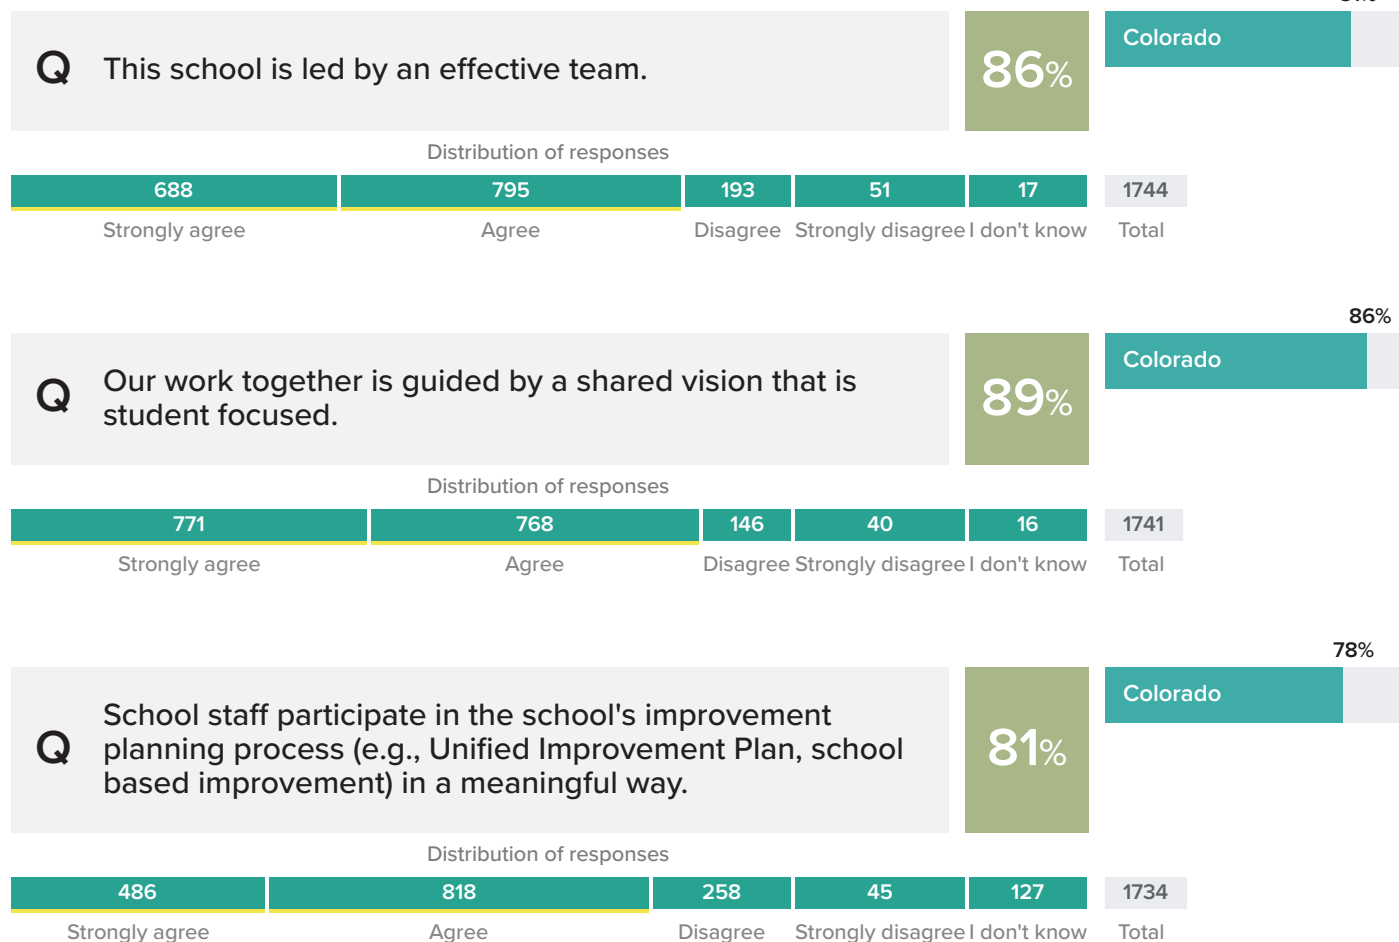 Q This school is led by an effective team.
86%
Colorado
Distribution of responses
688 795 193 51 17 1744
Strongly agree Agree Disagree Strongly disagree I don't know Total
86%
Q Our work together is guided by a shared vision that is
student focused.
89%
Colorado
Distribution of responses
771 768 146 40 16 1741
Strongly agree Agree Disagree Strongly disagree I don't know Total
78%
Q School staff participate in the school's improvement
planning process (e.g., Unified Improvement Plan, school
based improvement) in a meaningful way.
81%
Colorado
Distribution of responses
486 818 258 45 127 1734
Strongly agree Agree Disagree Strongly disagree I don't know Total